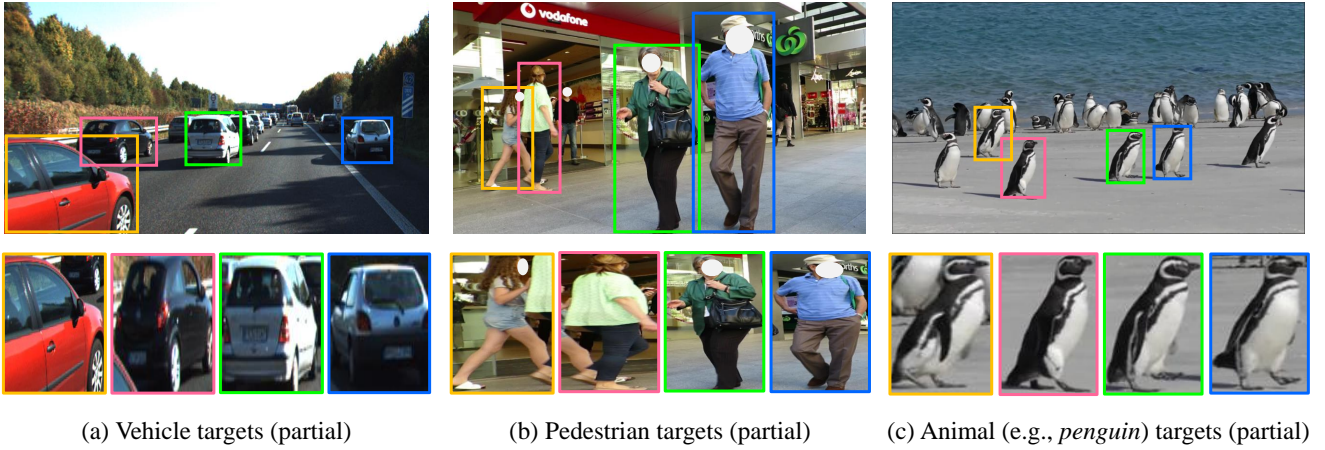 vodafone
(a) Vehicle targets (partial)
(b) Pedestrian targets (partial)
(c) Animal (e.g., penguin) targets (partial)